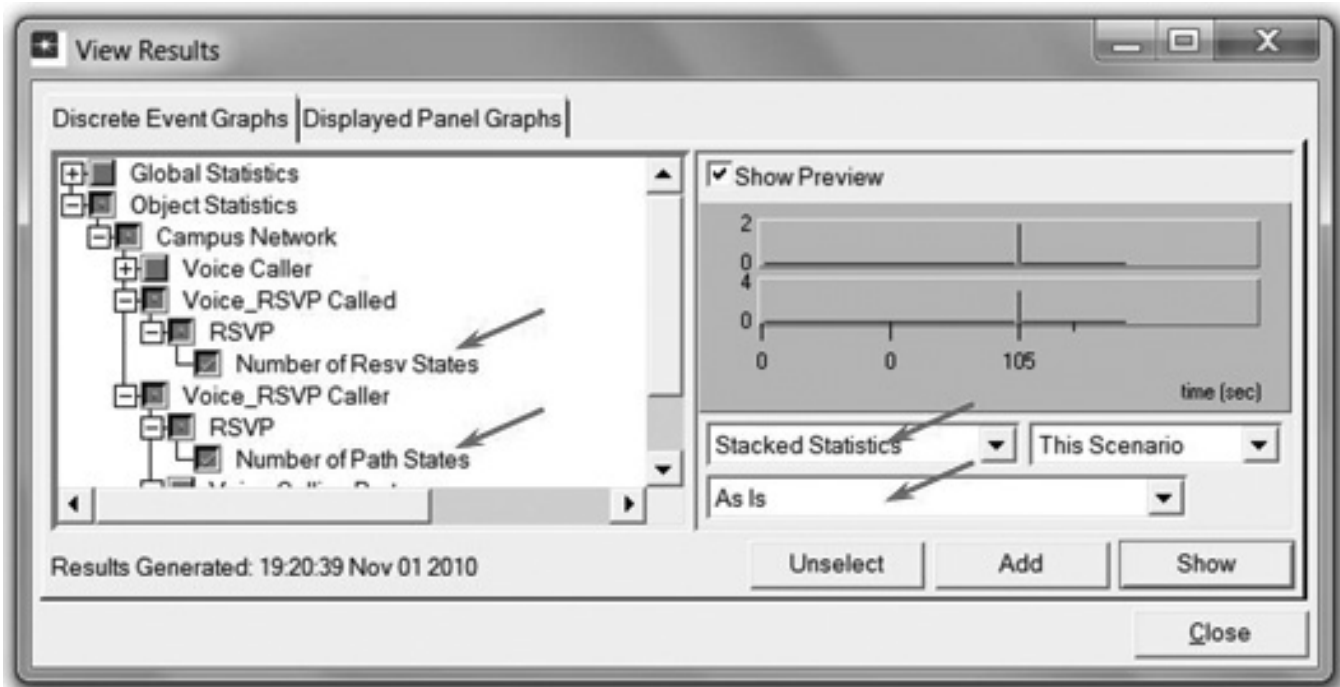 View Results
Discrete Event Graphs
Displayed Panel Graphs
Global Statistics
Object Statistics
Campus Network
Voice Caller
Voice_RSVP Called
RSVP
Number of Resv States
Voice_RSVP Caller
RSVP
Number of Path States
Show Preview
2
0
4
0
0
0
105
time (sec)
Stacked Statistics
This Scenario
As Is
Results Generated: 19:20:39 Nov 01 2010
Unselect
Add
Show
Close